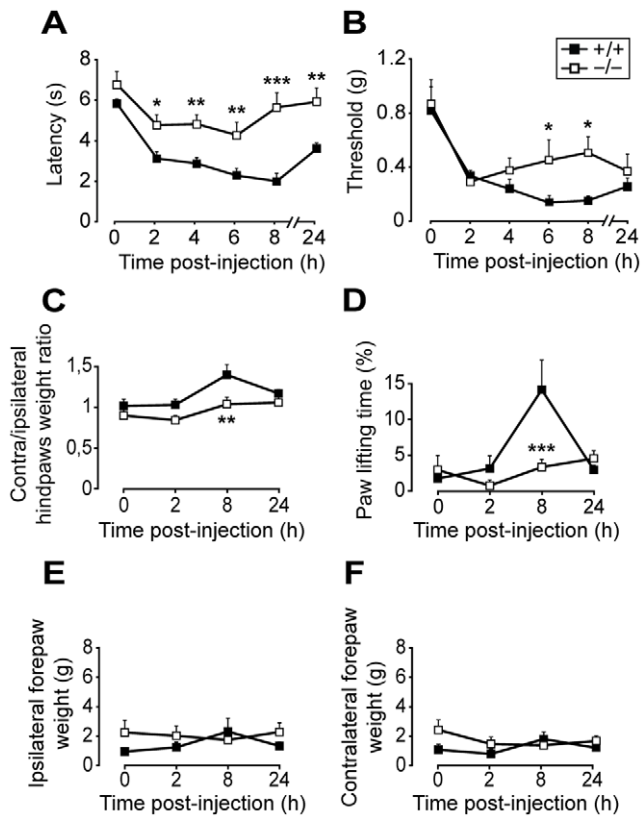 A
Latency (s)
8
6
4
2
0
* ** ** *** **
0 2 4 6 8 24
Time post-injection (h)
B
+/+
−/−
Threshold (g)
1.2
0.8
0.4
0
* *
0 2 4 6 8 24
Time post-injection (h)
C
Contra/ipsilateral
hindpaws weight ratio
1,5
1
0.5
0
**
0 2 8 24
Time post-injection (h)
D
Paw lifting time (%)
15
10
5
0
***
0 2 8 24
Time post-injection (h)
E
Ipsilateral forepaw
weight (g)
8
6
4
2
0
0 2 8 24
Time post-injection (h)
F
Contralateral forepaw
weight (g)
8
6
4
2
0
0 2 8 24
Time post-injection (h)